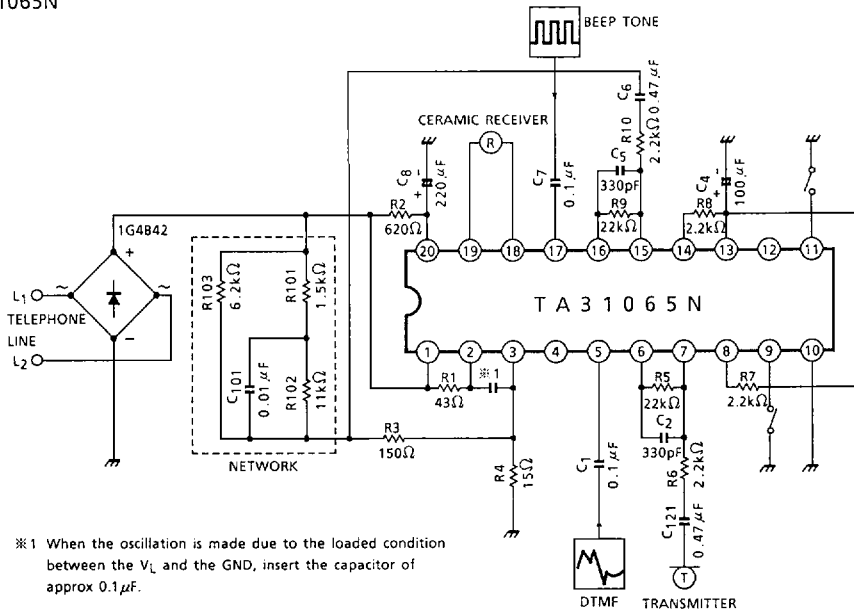 1065N
BEEP TONE
C6
0.47μF
R10
2.2kΩ
CERAMIC RECEIVER
R
C8
220μF
- +
C7
0.1μF
C5
330pF
R9
22kΩ
C4
100μF
- +
R8
2.2kΩ
R2
620Ω
1G4B42
+
~ ~
-
L1
TELEPHONE
LINE
L2
R103
6.2kΩ
R101
1.5kΩ
C101
0.01μF
R102
11kΩ
NETWORK
20 19 18 17 16 15 14 13 12 11
TA31065N
1 2 3 4 5 6 7 8 9 10
R1
43Ω
※1
R3
150Ω
R4
15Ω
C1
0.1μF
DTMF
R5
22kΩ
C2
330pF
R6
2.2kΩ
C121
0.47μF
T
TRANSMITTER
R7
2.2kΩ
※1 When the oscillation is made due to the loaded condition
between the VL and the GND, insert the capacitor of
approx 0.1μF.